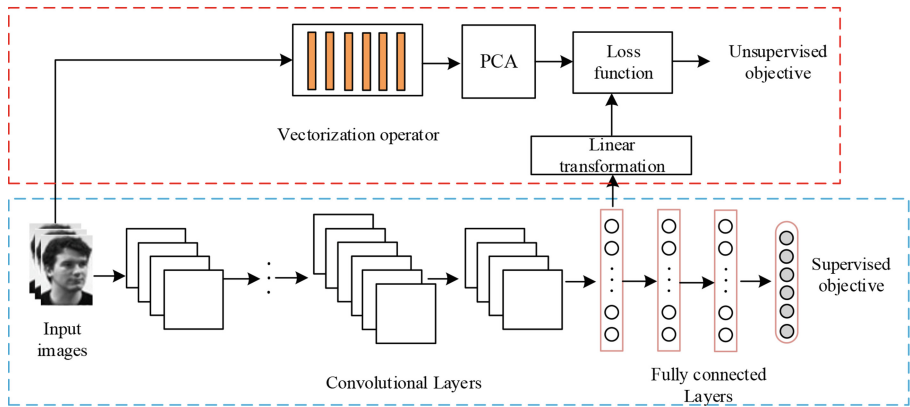 Vectorization operator
PCA
Loss
function
Unsupervised
objective
Linear
transformation
Input
images
Convolutional Layers
Fully connected
Layers
Supervised
objective